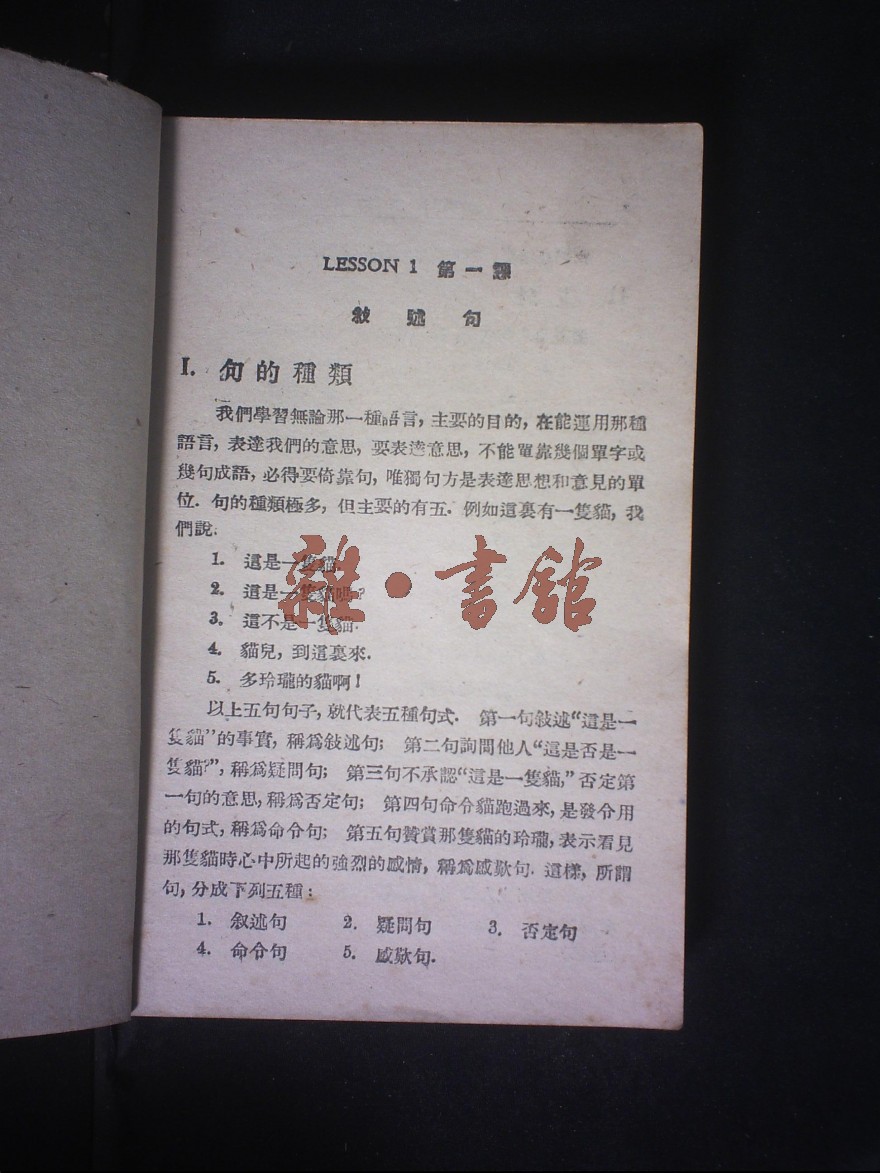 LESSON 1 第一課
敍述句
I. 句的種類
我們學習無論那一種語言, 主要的目的, 在能運用那種
語言, 表達我們的意思, 要表達意思, 不能單靠幾個單字或
幾句成語, 必得要倚靠句, 唯獨句方是表達思想和意見的單
位. 句的種類極多, 但主要的有五. 例如這裏有一隻貓, 我
們說:
1. 這是一隻貓.
2. 這是一隻貓嗎?
3. 這不是一隻貓.
雜·書館
4. 貓兒, 到這裏來.
5. 多玲瓏的貓啊!
以上五句句子, 就代表五種句式. 第一句敍述“這是一
隻貓”的事實, 稱爲敍述句; 第二句詢問他人“這是否是一
隻貓?”, 稱爲疑問句; 第三句不承認“這是一隻貓,” 否定第
一句的意思, 稱爲否定句; 第四句命令貓跑過來, 是發令用
的句式, 稱爲命令句; 第五句贊賞那隻貓的玲瓏, 表示看見
那隻貓時心中所起的強烈的感情, 稱爲感歎句. 這樣, 所謂
句, 分成下列五種:
1. 敍述句 2. 疑問句 3. 否定句
4. 命令句 5. 感歎句.